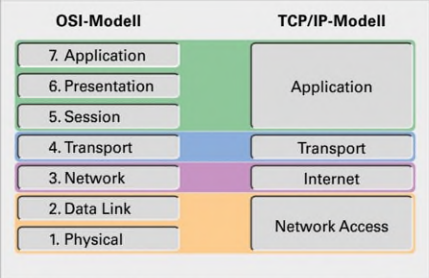 OSI-Modell
TCP/IP-Modell
7. Application
6. Presentation
5. Session
4. Transport
3. Network
2. Data Link
1. Physical
Application
Transport
Internet
Network Access